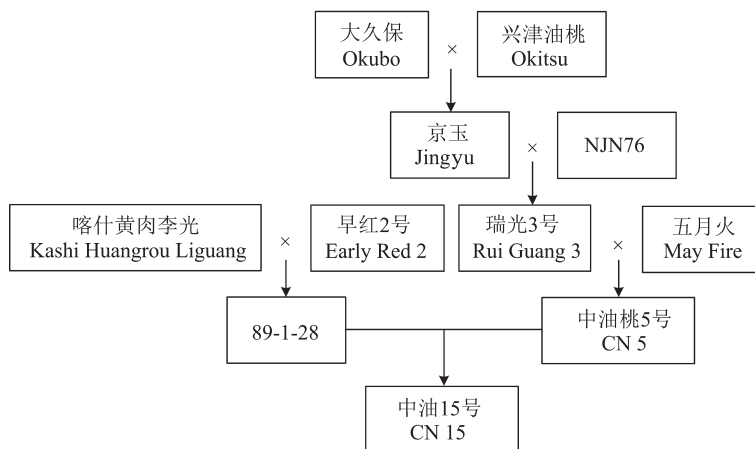 大久保
Okubo
×
兴津油桃
Okitsu
京玉
Jingyu
×
NJN76
喀什黄肉李光
Kashi Huangrou Liguang
×
早红2号
Early Red 2
瑞光3号
Rui Guang 3
×
五月火
May Fire
89-1-28
中油桃5号
CN 5
中油15号
CN 15